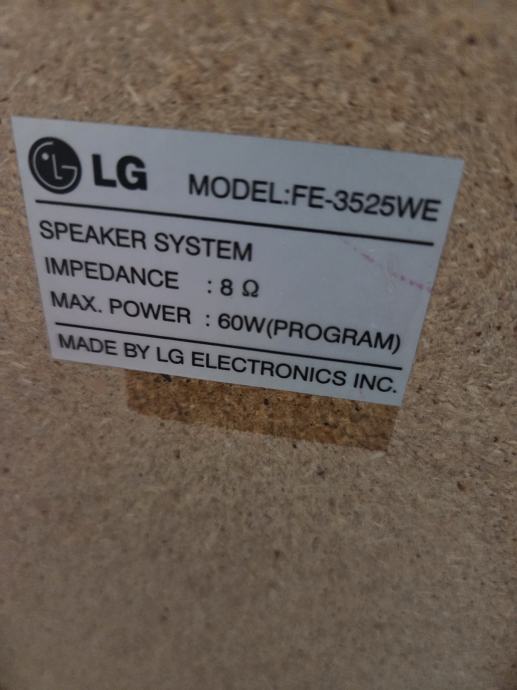 LG MODEL:FE-3525WE
SPEAKER SYSTEM
IMPEDANCE : 8 Ω
MAX. POWER : 60W(PROGRAM)
MADE BY LG ELECTRONICS INC.